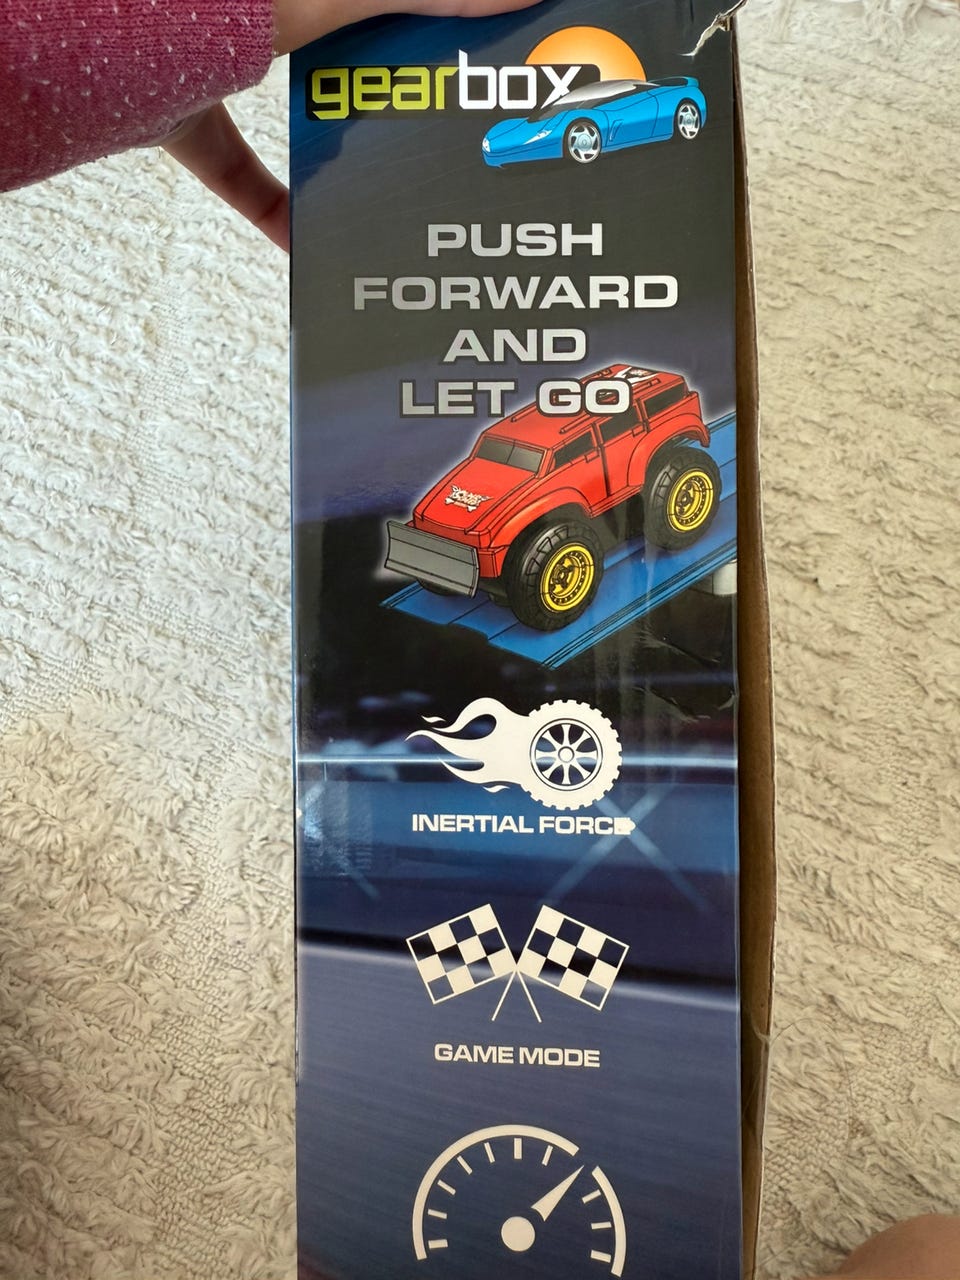 gearbox
PUSH
FORWARD
AND
LET GO
INERTIAL FORCE
GAME MODE